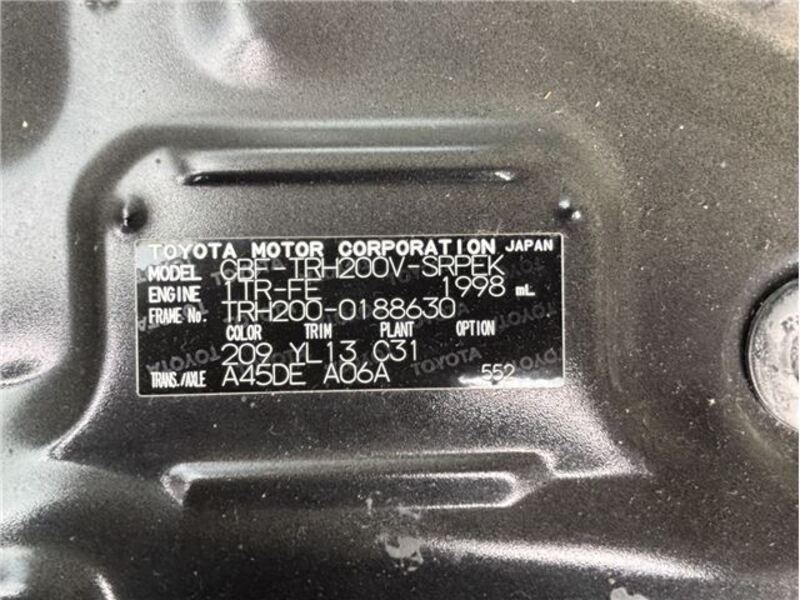 TOYOTA MOTOR CORPORATION JAPAN
MODEL CBF-TRH200V-SRPEK
ENGINE 1TR-FE 1998 mL
FRAME No. TRH200-0188630
COLOR TRIM PLANT OPTION
209 YL13 C31
TRANS./AXLE A45DE A06A 552